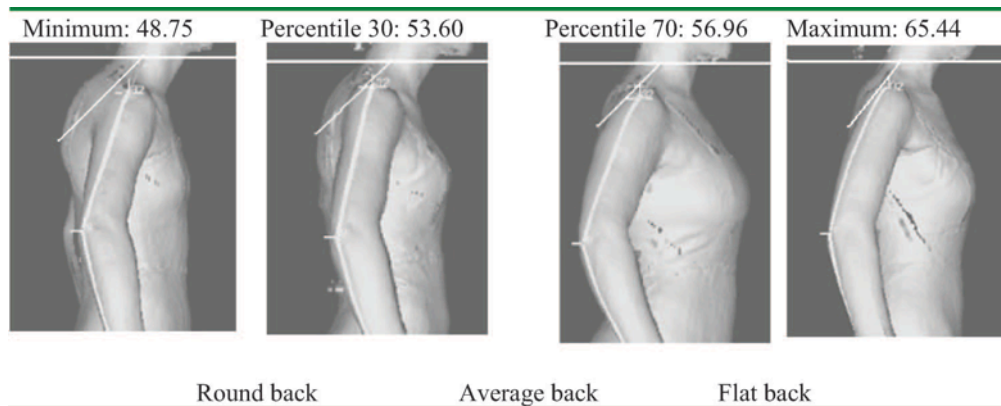 Minimum: 48.75 Percentile 30: 53.60 Percentile 70: 56.96 Maximum: 65.44
Round back Average back Flat back